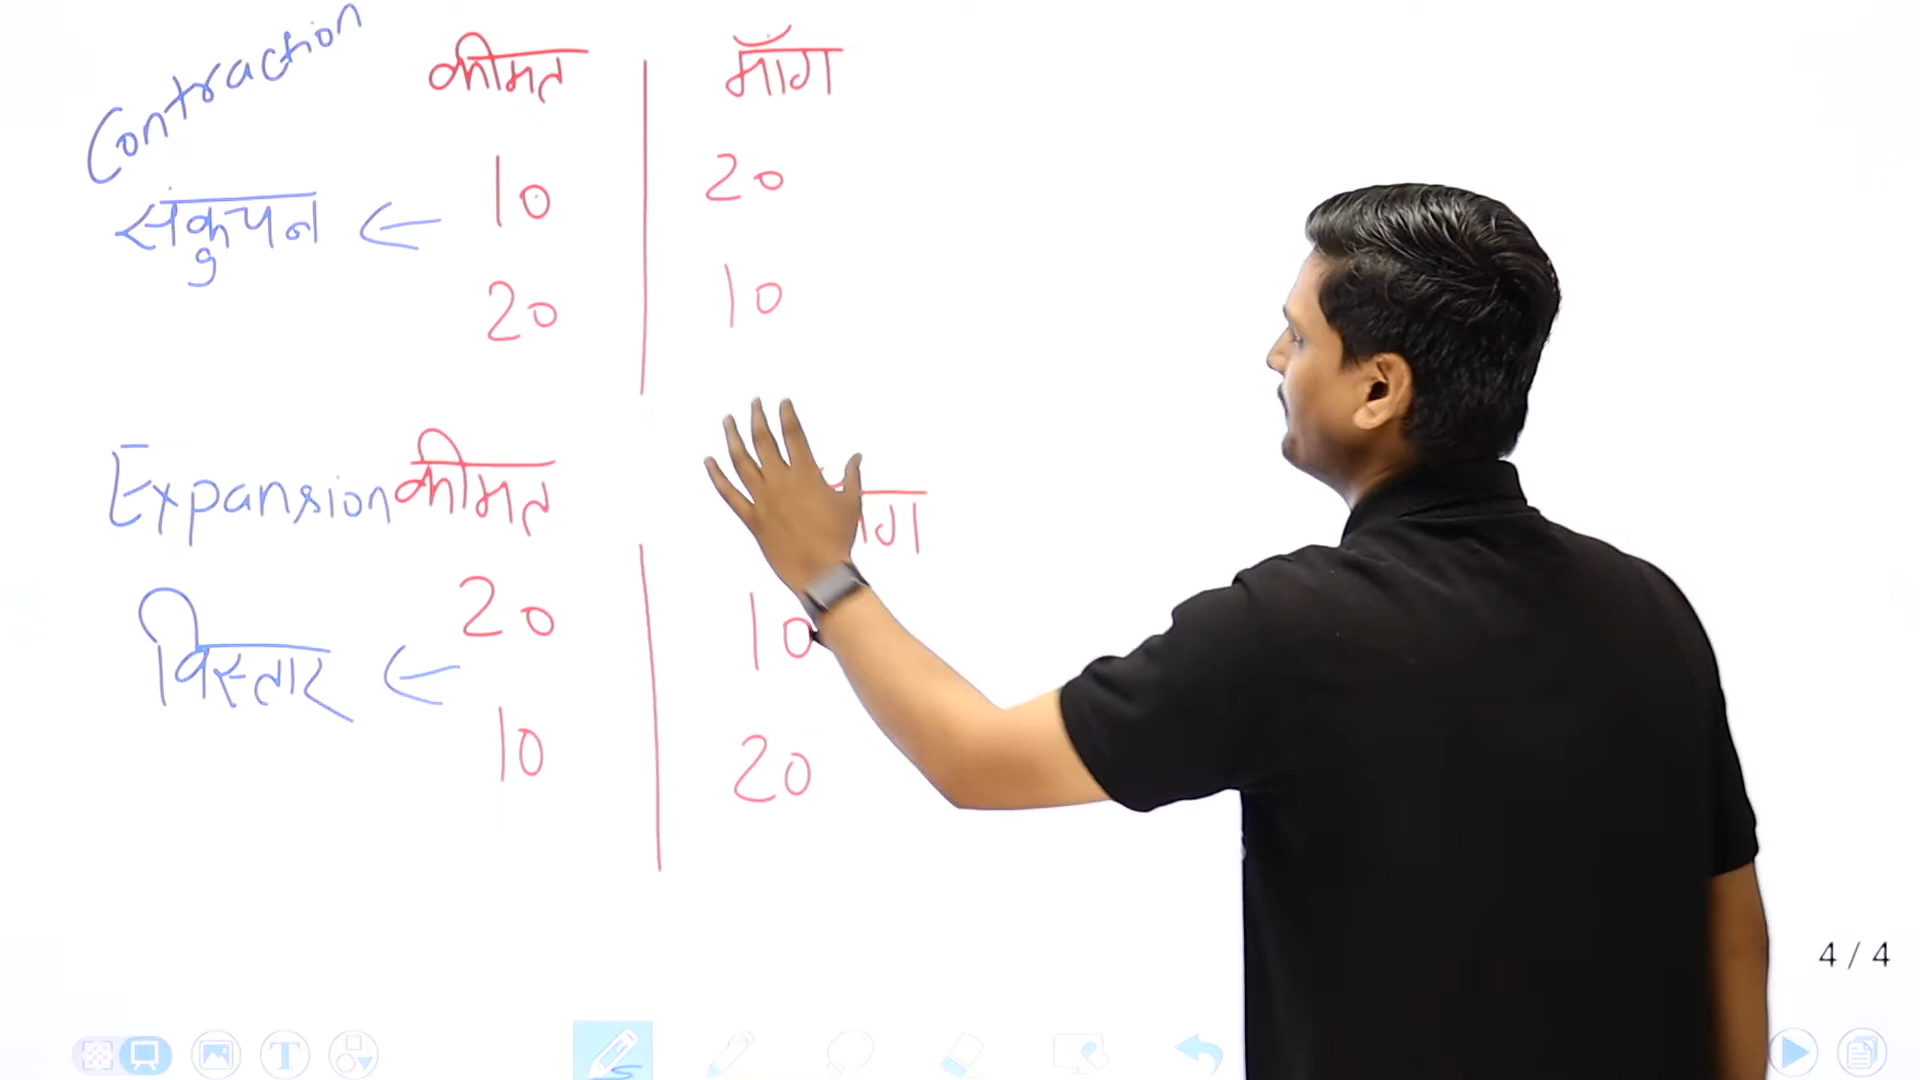 Contraction
कीमत माँग
10 20
संकुचन ←
20 10
Expansion कीमत
20 10
विस्तार ←
10 20
4 / 4
T